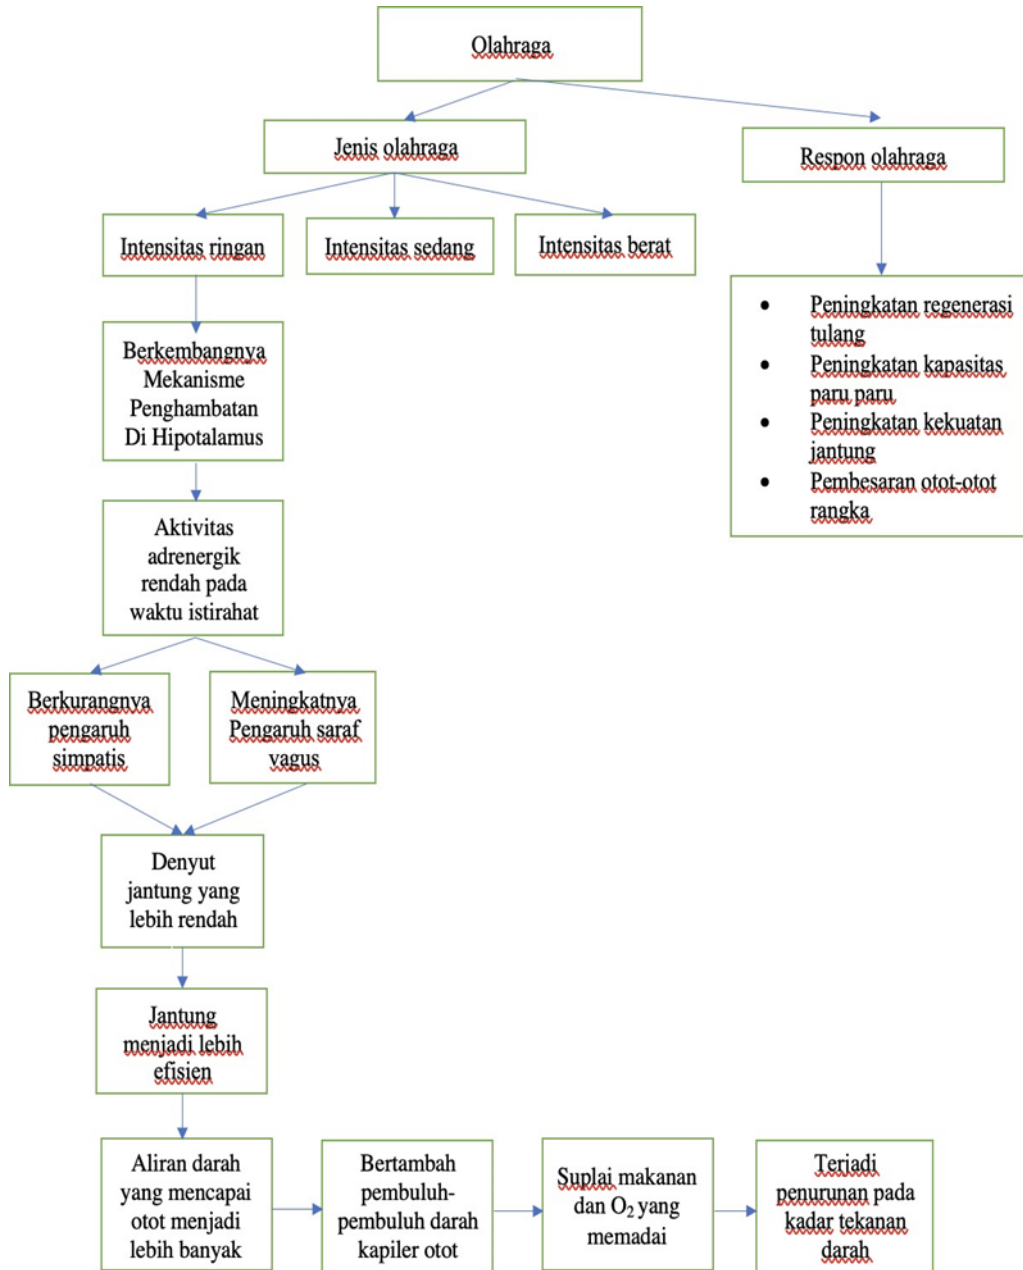 Olahraga
Jenis olahraga
Respon olahraga
Intensitas ringan
Intensitas sedang
Intensitas berat
• Peningkatan regenerasi
tulang
• Peningkatan kapasitas
paru paru
• Peningkatan kekuatan
jantung
• Pembesaran otot-otot
rangka
Berkembangnya
Mekanisme
Penghambatan
Di Hipotalamus
Aktivitas
adrenergik
rendah pada
waktu istirahat
Berkurangnya
pengaruh
simpatis
Meningkatnya
Pengaruh saraf
vagus
Denyut
jantung yang
lebih rendah
Jantung
menjadi lebih
efisien
Aliran darah
yang mencapai
otot menjadi
lebih banyak
Bertambah
pembuluh-
pembuluh darah
kapiler otot
Suplai makanan
dan O₂ yang
memadai
Terjadi
penurunan pada
kadar tekanan
darah